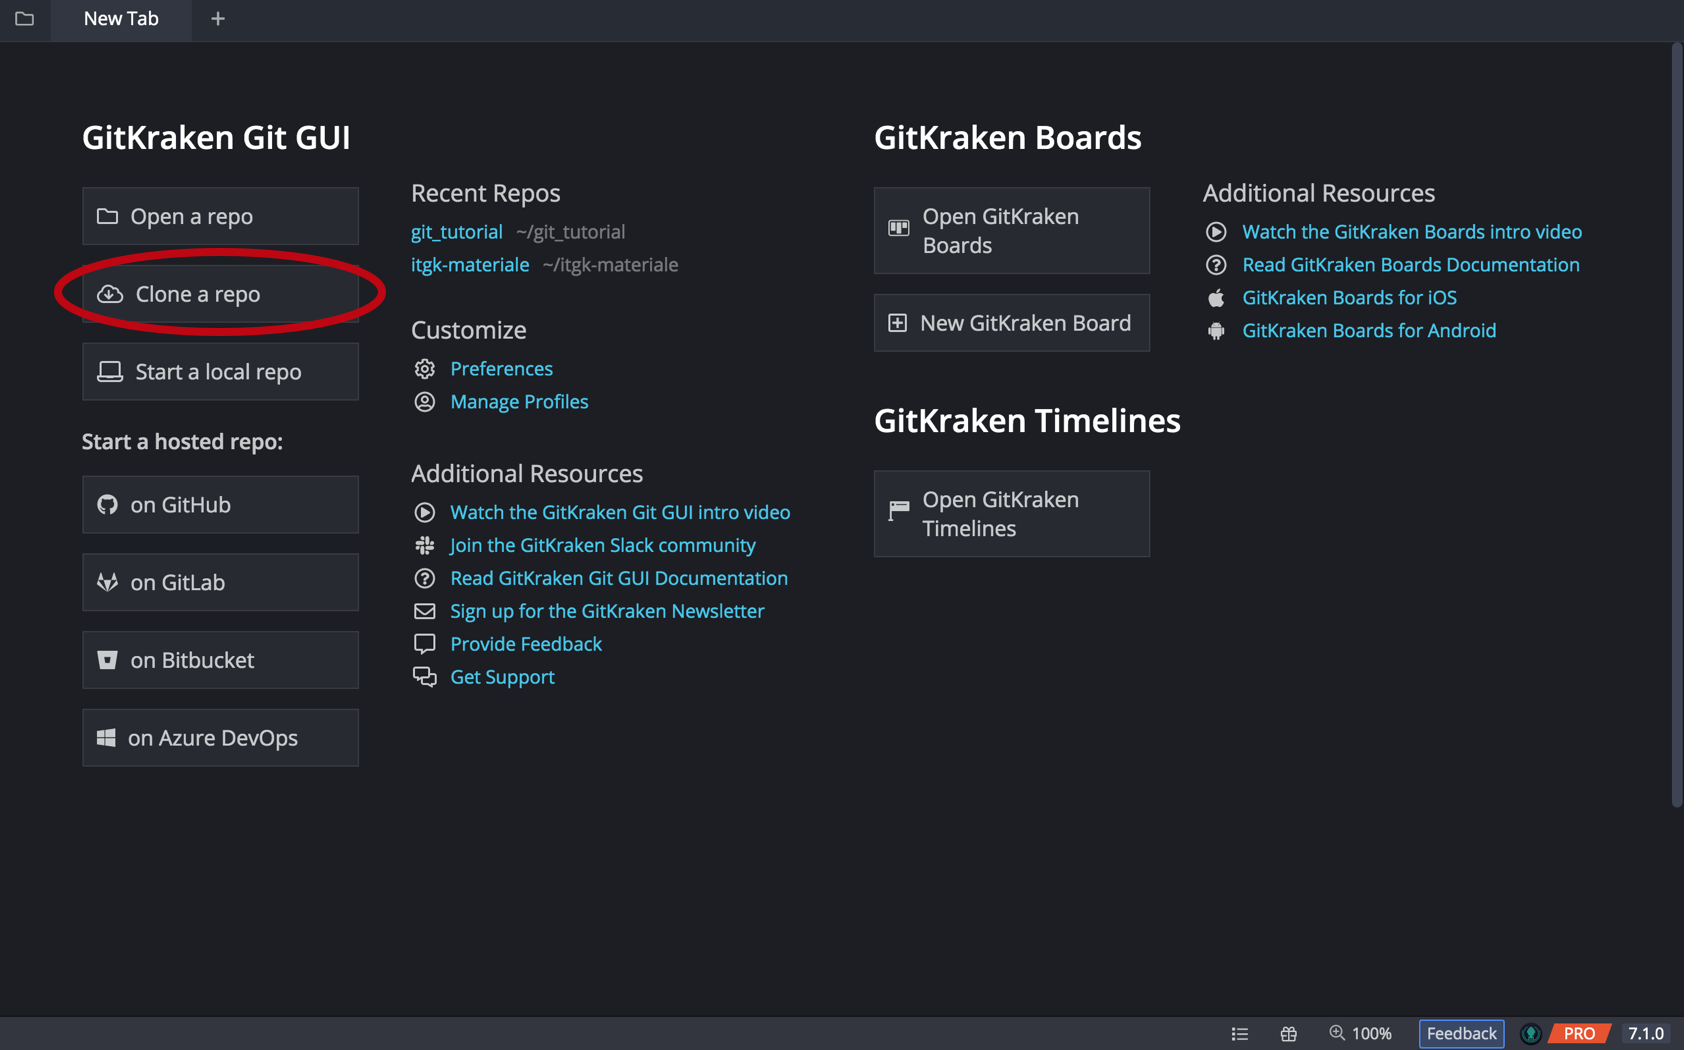 New Tab
GitKraken Git GUI
Open a repo
Clone a repo
Start a local repo
Start a hosted repo:
on GitHub
on GitLab
on Bitbucket
on Azure DevOps
Recent Repos
git_tutorial ~/git_tutorial
itgk-materiale ~/itgk-materiale
Customize
Preferences
Manage Profiles
Additional Resources
Watch the GitKraken Git GUI intro video
Join the GitKraken Slack community
Read GitKraken Git GUI Documentation
Sign up for the GitKraken Newsletter
Provide Feedback
Get Support
GitKraken Boards
Open GitKraken
Boards
New GitKraken Board
Additional Resources
Watch the GitKraken Boards intro video
Read GitKraken Boards Documentation
GitKraken Boards for iOS
GitKraken Boards for Android
GitKraken Timelines
Open GitKraken
Timelines
100%
Feedback
PRO
7.1.0